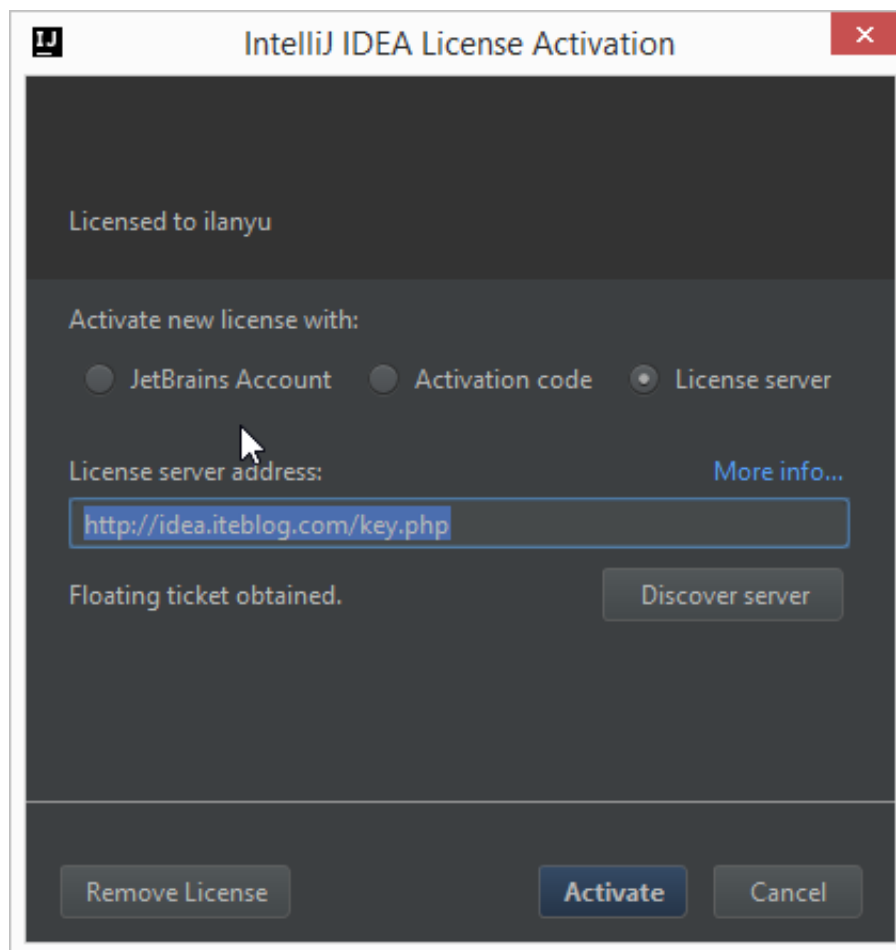 IJ IntelliJ IDEA License Activation
Licensed to ilanyu
Activate new license with:
JetBrains Account Activation code License server
License server address: More info...
http://idea.iteblog.com/key.php
Floating ticket obtained. Discover server
Remove License Activate Cancel